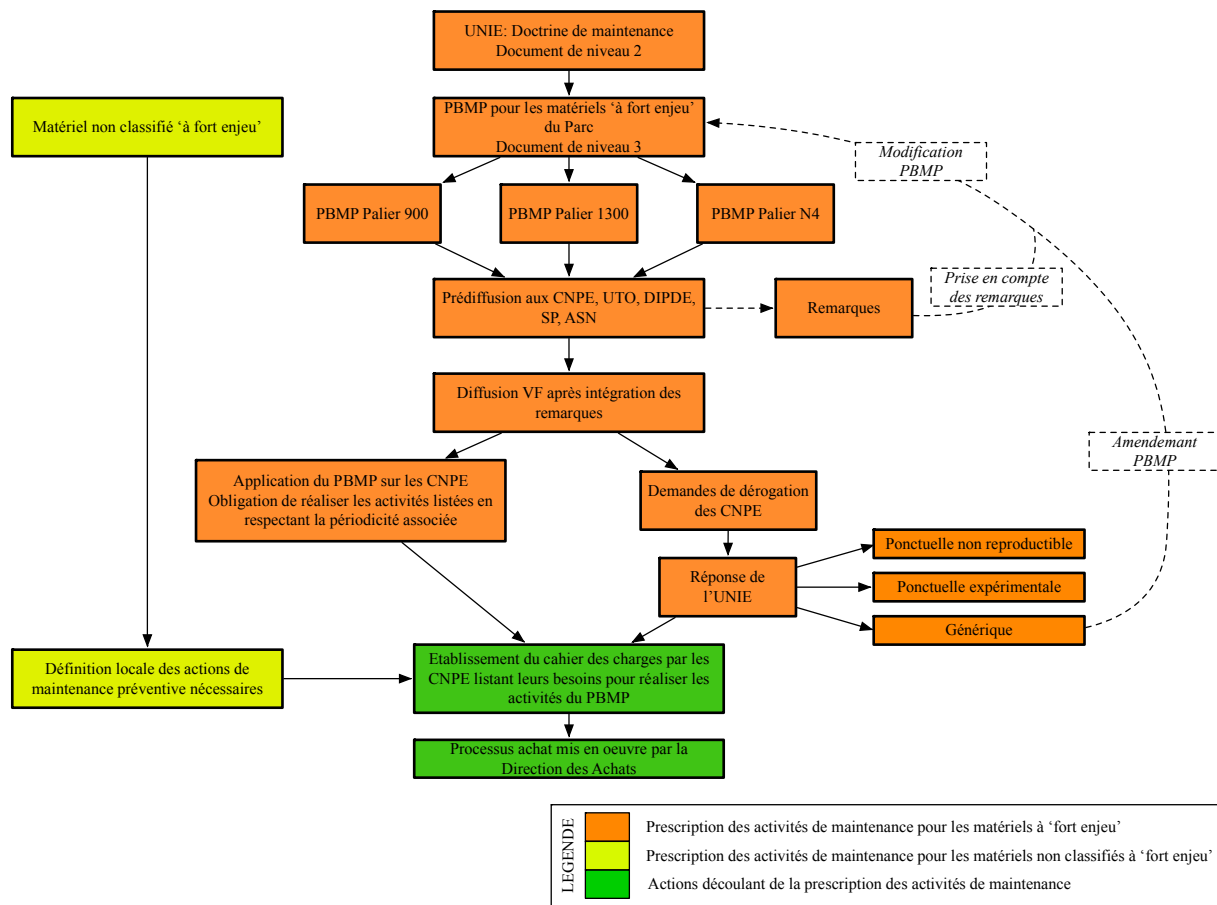 UNIE: Doctrine de maintenance
Document de niveau 2
Matériel non classifié ‘à fort enjeu’
PBMP pour les matériels ‘à fort enjeu’
du Parc
Document de niveau 3
Modification
PBMP
PBMP Palier 900
PBMP Palier 1300
PBMP Palier N4
Prédiffusion aux CNPE, UTO, DIPDE,
SP, ASN
Remarques
Prise en compte
des remarques
Diffusion VF après intégration des
remarques
Amendemant
PBMP
Application du PBMP sur les CNPE
Obligation de réaliser les activités listées en
respectant la périodicité associée
Demandes de dérogation
des CNPE
Réponse de
l’UNIE
Ponctuelle non reproductible
Ponctuelle expérimentale
Générique
Définition locale des actions de
maintenance préventive nécessaires
Etablissement du cahier des charges par les
CNPE listant leurs besoins pour réaliser les
activités du PBMP
Processus achat mis en oeuvre par la
Direction des Achats
LEGENDE
Prescription des activités de maintenance pour les matériels à ‘fort enjeu’
Prescription des activités de maintenance pour les matériels non classifiés à ‘fort enjeu’
Actions découlant de la prescription des activités de maintenance